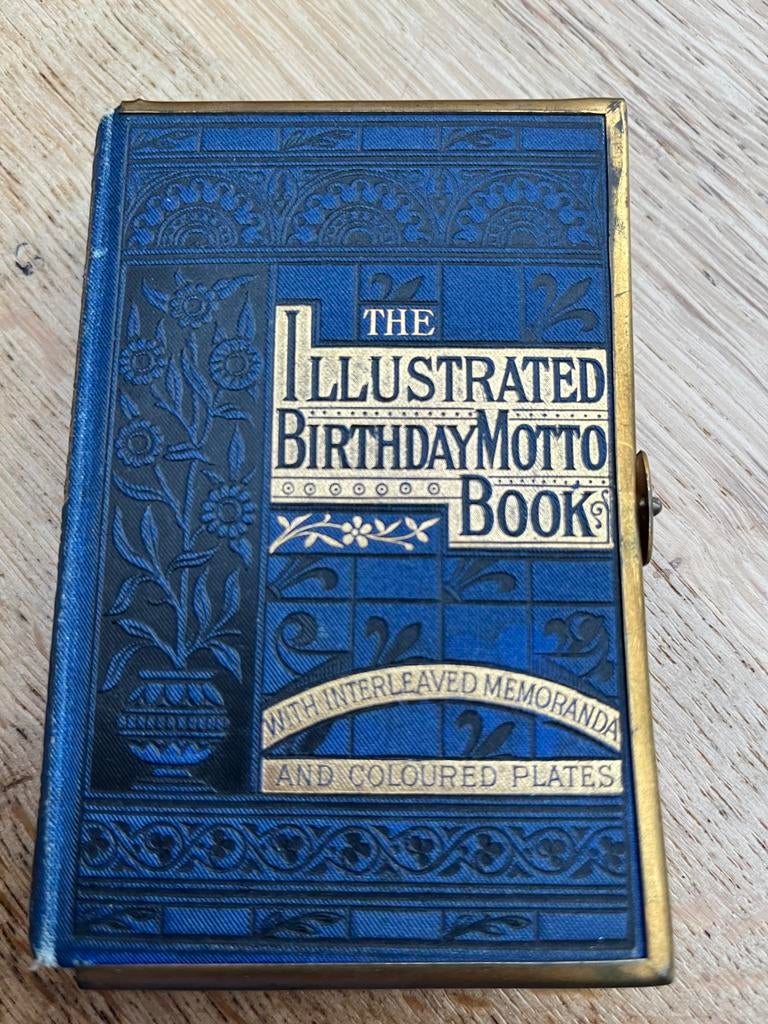 THE
ILLUSTRATED
BIRTHDAY MOTTO
BOOK
WITH INTERLEAVED MEMORANDA
AND COLOURED PLATES